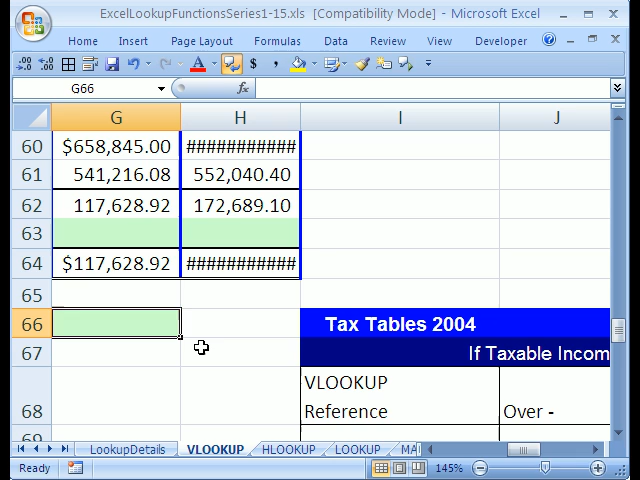 ExcelLookupFunctionsSeries1-15.xls [Compatibility Mode] - Microsoft Excel
Home Insert Page Layout Formulas Data Review View Developer
G66 fx
G H I J
60 $658,845.00 ###########
61 541,216.08 552,040.40
62 117,628.92 172,689.10
63
64 $117,628.92 ###########
65
66 Tax Tables 2004
67 If Taxable Incom
VLOOKUP
68 Reference Over -
69
LookupDetails VLOOKUP HLOOKUP LOOKUP MA
Ready 145%